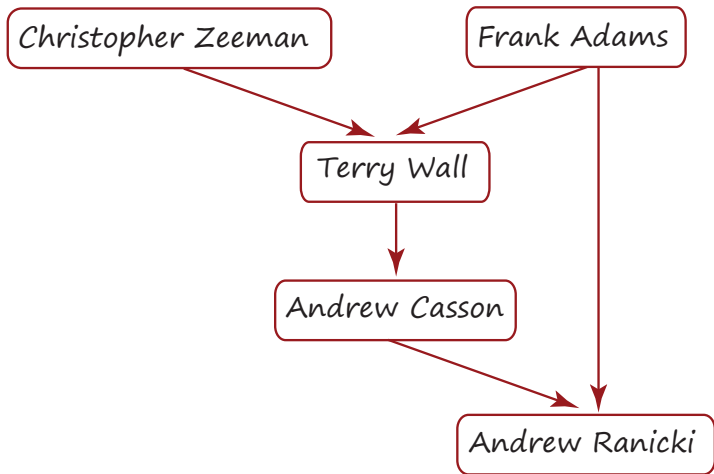 Christopher Zeeman
Frank Adams
Terry Wall
Andrew Casson
Andrew Ranicki